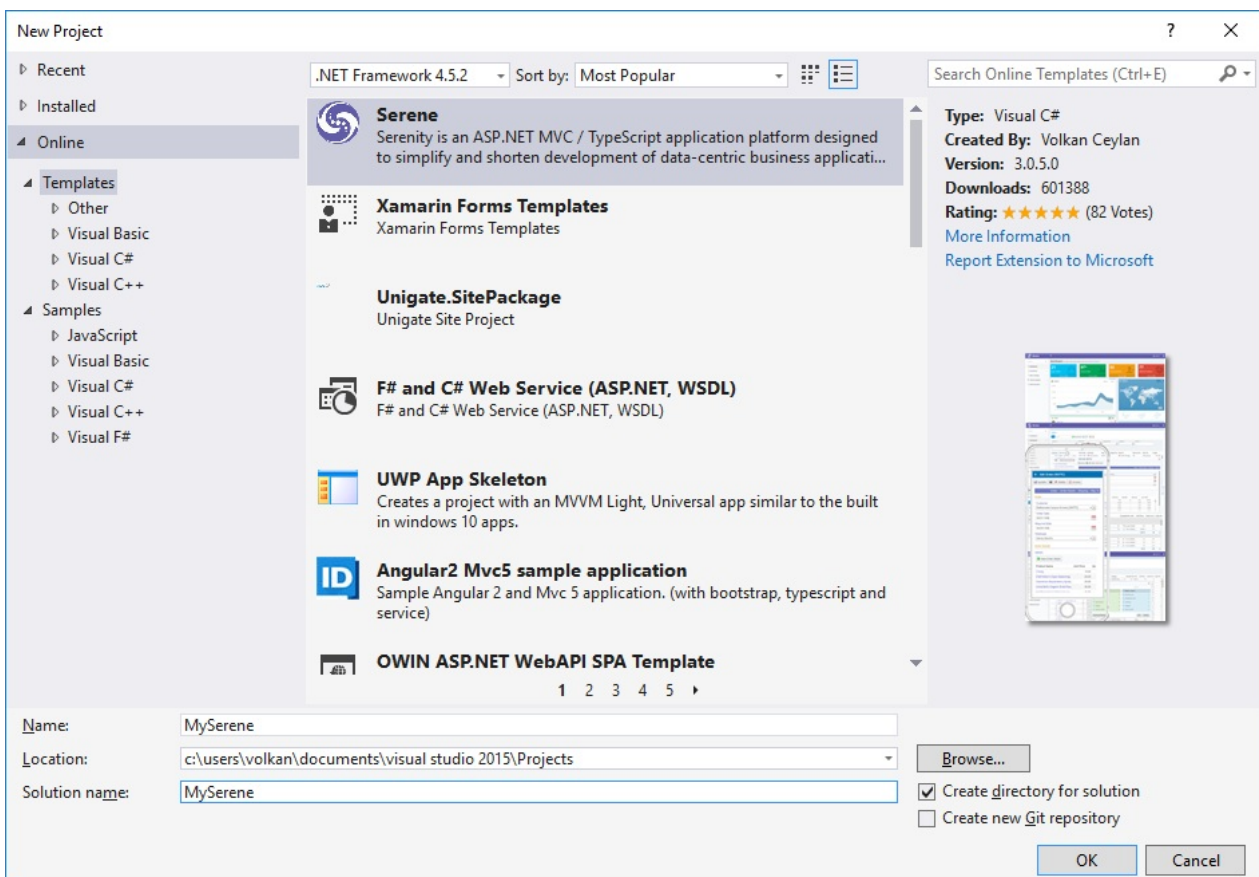 New Project
?
Recent
Installed
Online
Templates
Other
Visual Basic
Visual C#
Visual C++
Samples
JavaScript
Visual Basic
Visual C#
Visual C++
Visual F#
.NET Framework 4.5.2
Sort by: Most Popular
Serene
Serenity is an ASP.NET MVC / TypeScript application platform designed
to simplify and shorten development of data-centric business applicati...
Xamarin Forms Templates
Xamarin Forms Templates
Unigate.SitePackage
Unigate Site Project
F# and C# Web Service (ASP.NET, WSDL)
F# and C# Web Service (ASP.NET, WSDL)
UWP App Skeleton
Creates a project with an MVVM Light, Universal app similar to the built
in windows 10 apps.
ID
Angular2 Mvc5 sample application
Sample Angular 2 and Mvc 5 application. (with bootstrap, typescript and
service)
OWIN ASP.NET WebAPI SPA Template
1 2 3 4 5
Search Online Templates (Ctrl+E)
Type: Visual C#
Created By: Volkan Ceylan
Version: 3.0.5.0
Downloads: 601388
Rating: ★★★★★ (82 Votes)
More Information
Report Extension to Microsoft
Name: MySerene
Location: c:\users\volkan\documents\visual studio 2015\Projects
Browse...
Solution name: MySerene
Create directory for solution
Create new Git repository
OK
Cancel